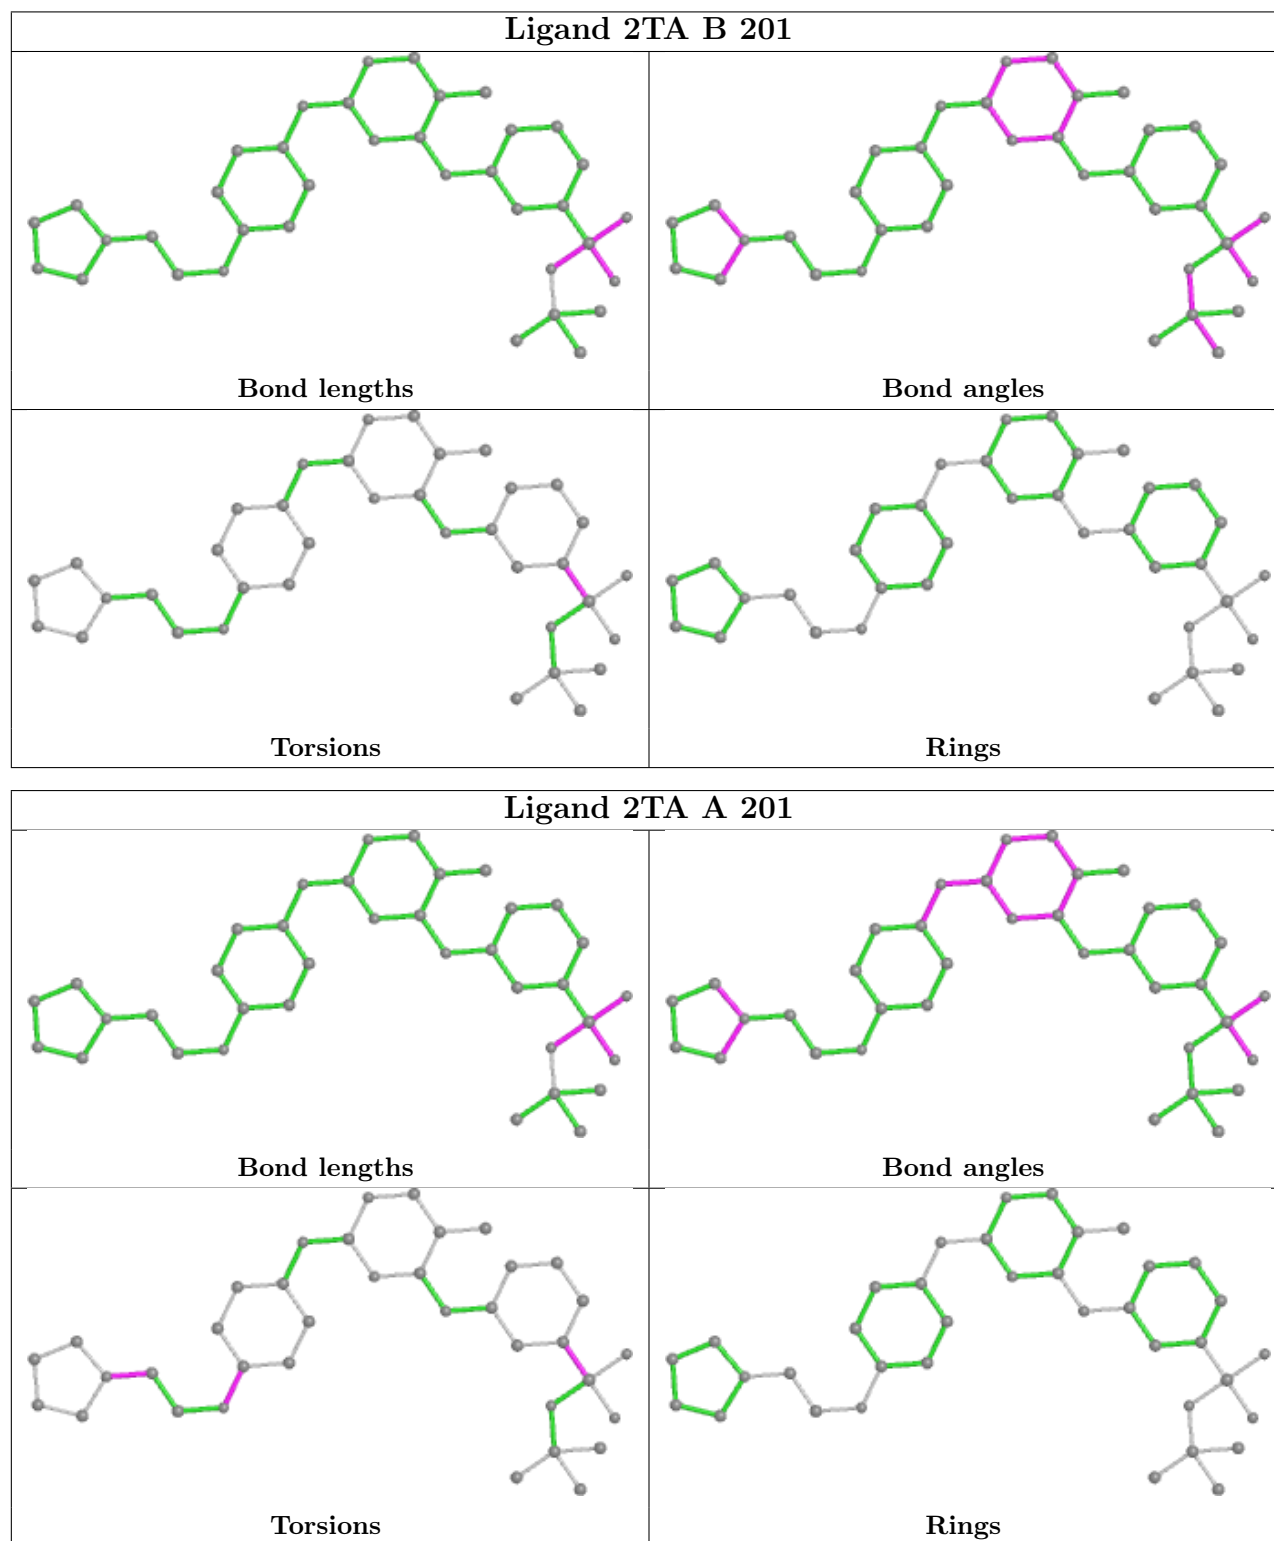 Ligand 2TA B 201
Bond lengths
Bond angles
Torsions
Rings
Ligand 2TA A 201
Bond lengths
Bond angles
Torsions
Rings